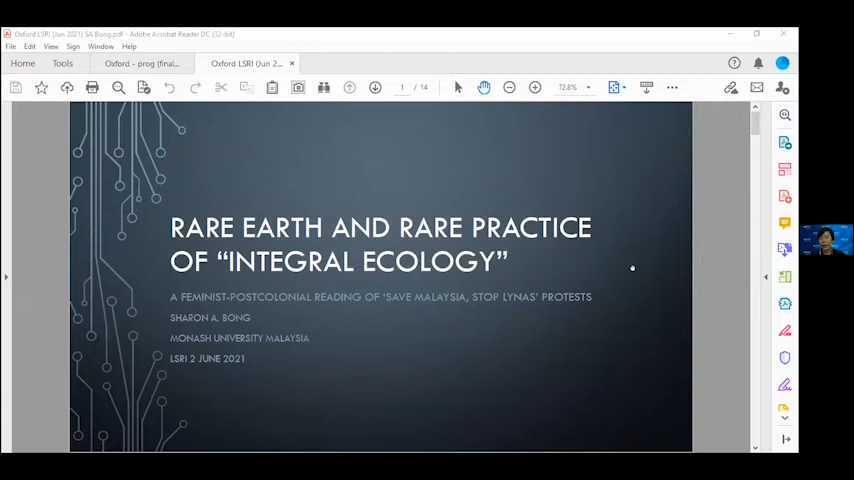 Oxford LSRI (Jun 2021) SA Bong.pdf - Adobe Acrobat Reader DC (32-bit)
File Edit View Sign Window Help
Home Tools Oxford - prog (final... Oxford LSRI (Jun 2... ×
1 / 14 72.8%
RARE EARTH AND RARE PRACTICE
OF “INTEGRAL ECOLOGY”
A FEMINIST-POSTCOLONIAL READING OF ‘SAVE MALAYSIA, STOP LYNAS’ PROTESTS
SHARON A. BONG
MONASH UNIVERSITY MALAYSIA
LSRI 2 JUNE 2021